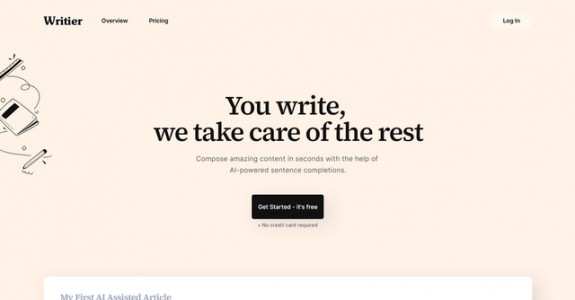 Writier
Overview
Pricing
Log In
You write,
we take care of the rest
Compose amazing content in seconds with the help of
AI-powered sentence completions.
Get Started - it's free
• No credit card required
My First AI Assisted Article